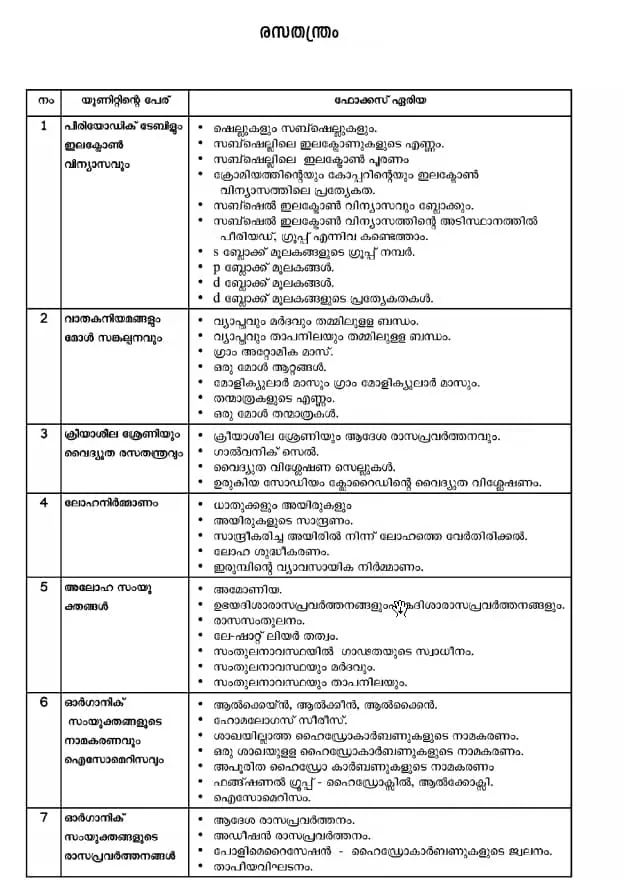 രസതന്ത്രം
നം യൂണിറ്റിന്റെ പേര് ഫോക്കസ് ഏരിയ
1 പീരിയോഡിക് ടേബിളും
ഇലക്ട്രോൺ
വിന്യാസവും
• ഷെല്ലുകളും സബ്ഷെല്ലുകളും.
• സബ്ഷെല്ലിലെ ഇലക്ട്രോണുകളുടെ എണ്ണം.
• സബ്ഷെല്ലിലെ ഇലക്ട്രോൺ പൂരണം
• ക്രോമിയത്തിന്റെയും കോപ്പറിന്റെയും ഇലക്ട്രോൺ
വിന്യാസത്തിലെ പ്രത്യേകത.
• സബ്ഷെൽ ഇലക്ട്രോൺ വിന്യാസവും ബ്ലോക്കും.
• സബ്ഷെൽ ഇലക്ട്രോൺ വിന്യാസത്തിന്റെ അടിസ്ഥാനത്തിൽ
പീരിയഡ്, ഗ്രൂപ്പ് എന്നിവ കണ്ടെത്താം.
• s ബ്ലോക്ക് മൂലകങ്ങളുടെ ഗ്രൂപ്പ് നമ്പർ.
• p ബ്ലോക്ക് മൂലകങ്ങൾ.
• d ബ്ലോക്ക് മൂലകങ്ങൾ.
• d ബ്ലോക്ക് മൂലകങ്ങളുടെ പ്രത്യേകതകൾ.
2 വാതകനിയമങ്ങളും
മോൾ സങ്കല്പനവും
• വ്യാപ്തവും മർദവും തമ്മിലുളള ബന്ധം.
• വ്യാപ്തവും താപനിലയും തമ്മിലുളള ബന്ധം.
• ഗ്രാം അറ്റോമിക മാസ്.
• ഒരു മോൾ ആറ്റങ്ങൾ.
• മോളിക്യുലാർ മാസും ഗ്രാം മോളിക്യുലാർ മാസും.
• തന്മാത്രകളുടെ എണ്ണം.
• ഒരു മോൾ തന്മാത്രകൾ.
3 ക്രിയാശീല ശ്രേണിയും
വൈദ്യുത രസതന്ത്രവും
• ക്രിയാശീല ശ്രേണിയും ആദേശ രാസപ്രവർത്തനവും.
• ഗാൽവനിക് സെൽ.
• വൈദ്യുത വിശ്ലേഷണ സെല്ലുകൾ.
• ഉരുകിയ സോഡിയം ക്ലോറൈഡിന്റെ വൈദ്യുത വിശ്ലേഷണം.
4 ലോഹനിർമ്മാണം
• ധാതുക്കളും അയിരുകളും
• അയിരുകളുടെ സാന്ദ്രണം.
• സാന്ദ്രീകരിച്ച അയിരിൽ നിന്ന് ലോഹത്തെ വേർതിരിക്കൽ.
• ലോഹ ശുദ്ധീകരണം.
• ഇരുമ്പിന്റെ വ്യാവസായിക നിർമ്മാണം.
5 അലോഹ സംയു
ക്തങ്ങൾ
• അമോണിയ.
• ഉഭയദിശാരാസപ്രവർത്തനങ്ങളും ഏകദിശാരാസപ്രവർത്തനങ്ങളും.
• രാസസംതുലനം.
• ലേ-ഷാറ്റ് ലിയർ തത്വം.
• സംതുലനാവസ്ഥയിൽ ഗാഢതയുടെ സ്വാധീനം.
• സംതുലനാവസ്ഥയും മർദവും.
• സംതുലനാവസ്ഥയും താപനിലയും.
6 ഓർഗാനിക്
സംയുക്തങ്ങളുടെ
നാമകരണവും
ഐസോമെറിസവും
• ആൽക്കെയ്ൻ, ആൽക്കീൻ, ആൽക്കൈൻ.
• ഹോമലോഗസ് സീരീസ്.
• ശാഖയില്ലാത്ത ഹൈഡ്രോകാർബണുകളുടെ നാമകരണം.
• ഒരു ശാഖയുളള ഹൈഡ്രോകാർബണുകളുടെ നാമകരണം.
• അപൂരിത ഹൈഡ്രോ കാർബണുകളുടെ നാമകരണം
• ഫങ്ഷണൽ ഗ്രൂപ്പ് - ഹൈഡ്രോക്സിൽ, ആൽക്കോക്സി.
• ഐസോമെറിസം.
7 ഓർഗാനിക്
സംയുക്തങ്ങളുടെ
രാസപ്രവർത്തനങ്ങൾ
• ആദേശ രാസപ്രവർത്തനം.
• അഡീഷൻ രാസപ്രവർത്തനം.
• പോളിമെറൈസേഷൻ - ഹൈഡ്രോകാർബണുകളുടെ ജ്വലനം.
• താപീയവിഘടനം.